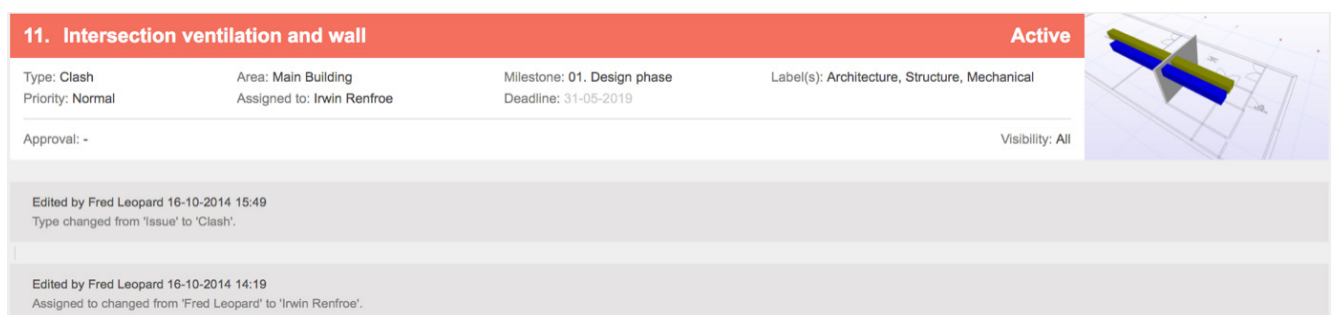 11. Intersection ventilation and wall Active
Type: Clash Area: Main Building Milestone: 01. Design phase Label(s): Architecture, Structure, Mechanical
Priority: Normal Assigned to: Irwin Renfroe Deadline: 31-05-2019
Approval: - Visibility: All
Edited by Fred Leopard 16-10-2014 15:49
Type changed from 'Issue' to 'Clash'.
Edited by Fred Leopard 16-10-2014 14:19
Assigned to changed from 'Fred Leopard' to 'Irwin Renfroe'.